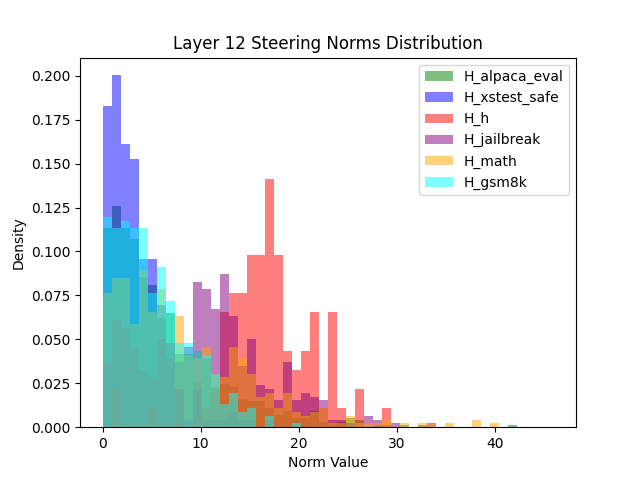 Layer 12 Steering Norms Distribution
H_alpaca_eval
H_xstest_safe
H_h
H_jailbreak
H_math
H_gsm8k
0.200
0.175
0.150
0.125
0.100
0.075
0.050
0.025
0.000
Density
0 10 20 30 40
Norm Value